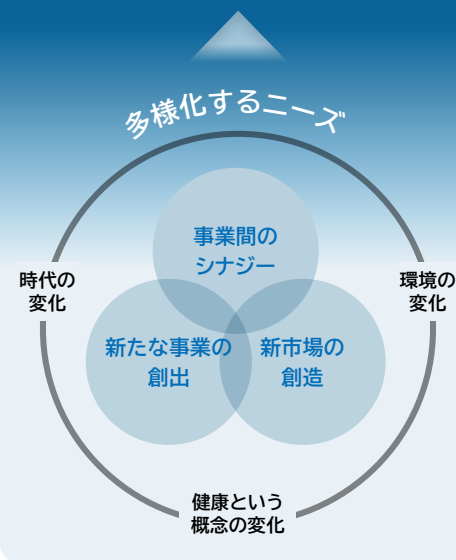 多様化するニーズ
事業間の
シナジー
時代の
変化
環境の
変化
新たな事業の
創出
新市場の
創造
健康という
概念の変化